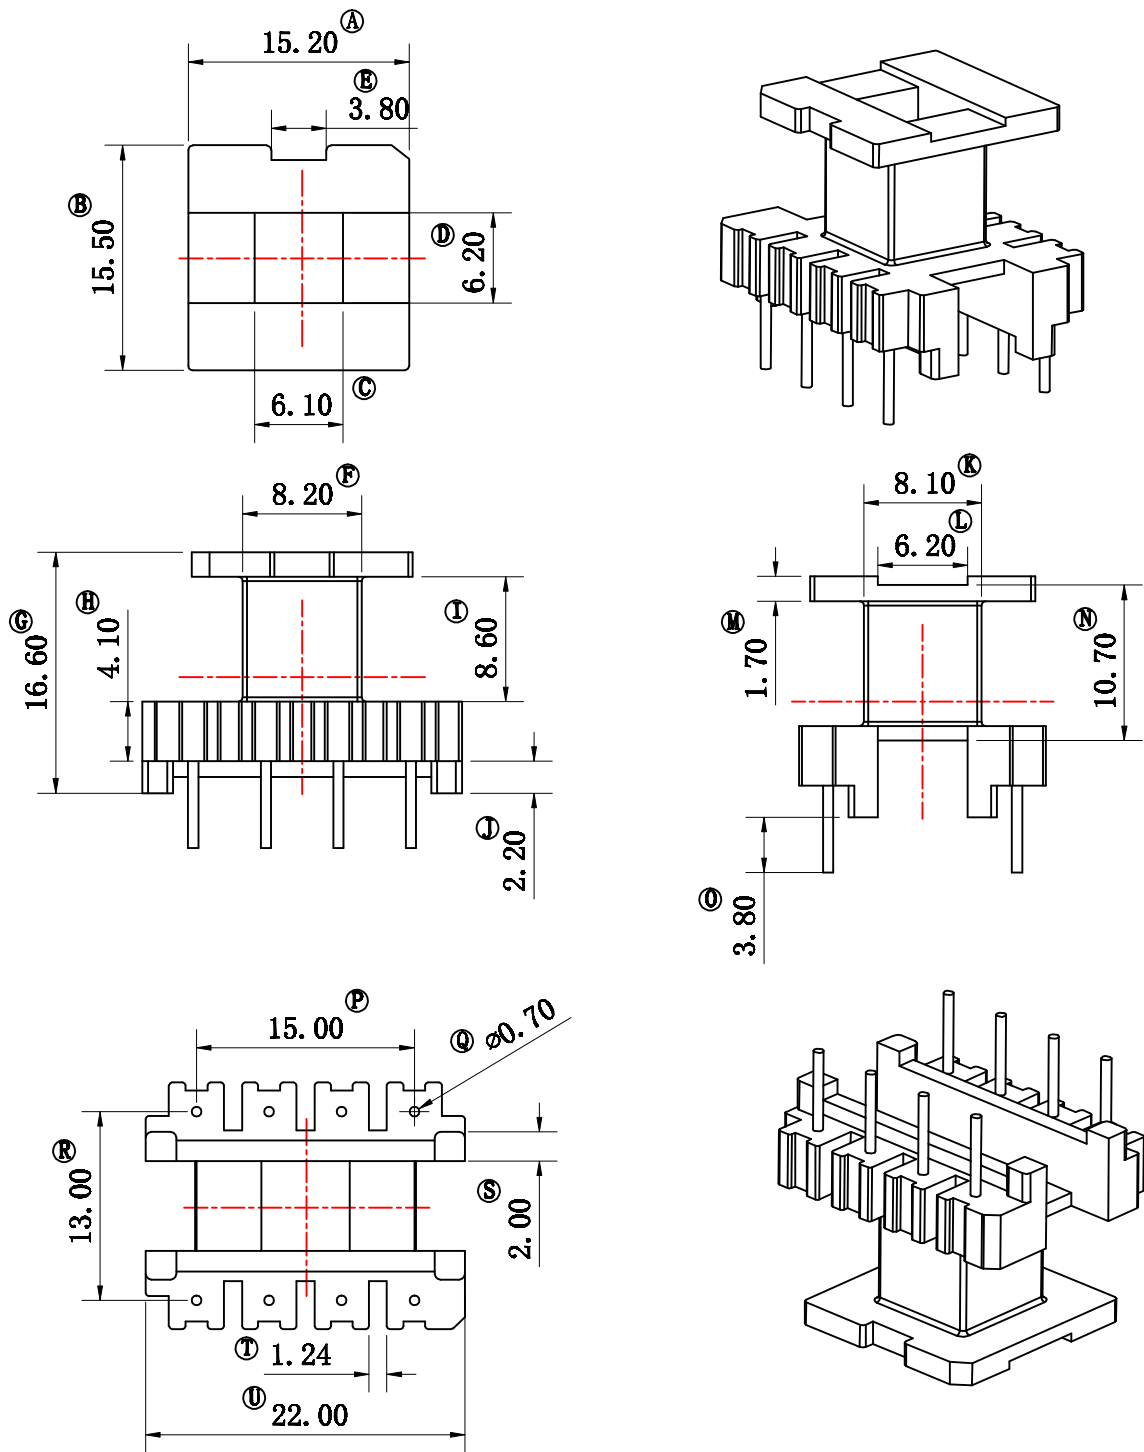 A
15.20
E
3.80
B
15.50
D
6.20
C
6.10
F
8.20
K
8.10
L
6.20
G
16.60
H
4.10
I
8.60
J
2.20
M
1.70
N
10.70
O
3.80
P
15.00
Q ⌀0.70
R
13.00
S
2.00
T
1.24
U
22.00